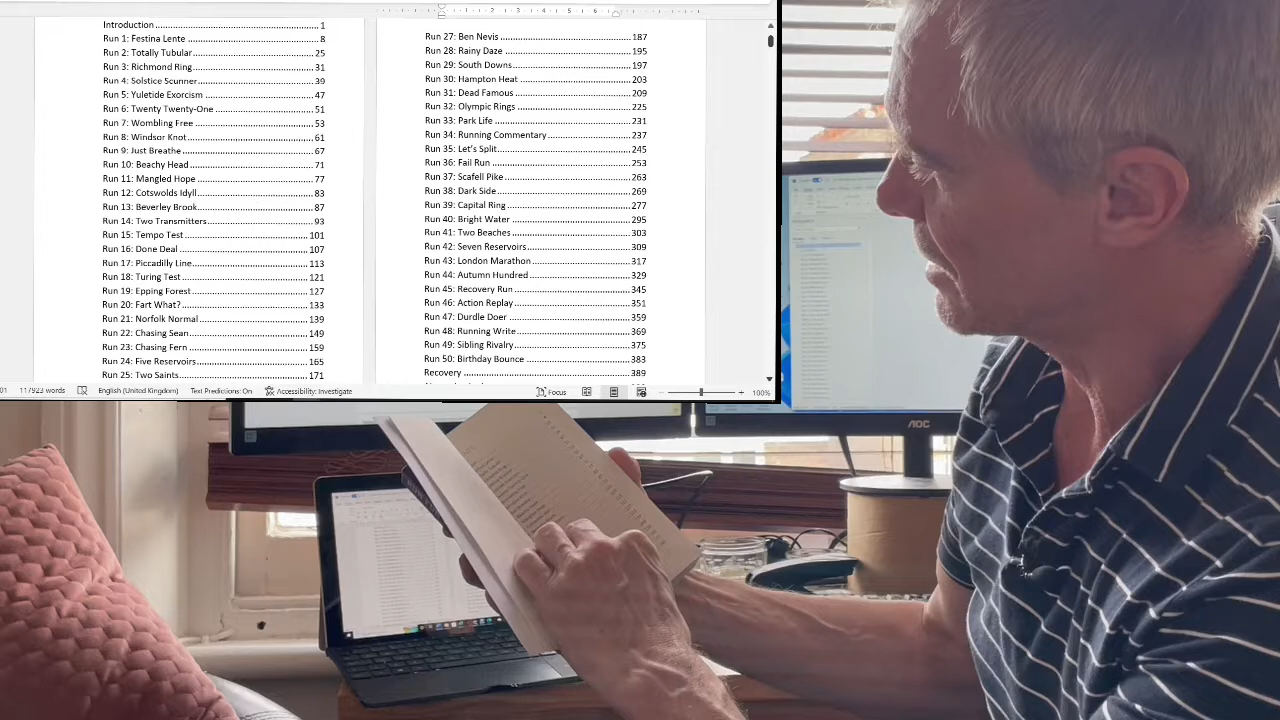 Introduction 1
Run 1: Festina Lente 8
Run 2: Totally Tubular 25
Run 3: Richmond Ring 31
Run 4: Solstice Scunner 39
Run 5: Yuletide Exorcism 47
Run 6: Twenty Twenty-One 51
Run 7: Wombling Free 53
Run 8: Windsor Knot 61
Run 9: Just Breathe 67
Run 10: Beachy Head 71
Run 11: Mangled Hope 77
Run 12: Cotswolds Idyll 83
Run 13: Beverley Brook 87
Run 14: Two Transmitters 93
Run 15: Tempo Test 101
Run 16: Done Deal 107
Run 17: Piccadilly Line 113
Run 18: Turing Test 121
Run 19: Epping Forest 127
Run 20: Fart What? 133
Run 21: Norfolk Normal 139
Run 22: Chasing Sean 149
Run 23: Chasing Fern 159
Run 24: Five Reservoirs 165
Run 25: Two Saints 171
Run 27: Ben Nevis 187
Run 28: Rainy Daze 195
Run 29: South Downs 197
Run 30: Hampton Heat 203
Run 31: Dead Famous 209
Run 32: Olympic Rings 225
Run 33: Park Life 231
Run 34: Running Commentary 237
Run 35: Let's Split 245
Run 36: Fail Run 253
Run 37: Scafell Pike 263
Run 38: Dark Side 269
Run 39: Capital Ring 277
Run 40: Bright Water 295
Run 41: Two Beaches 303
Run 42: Seven Reservoirs 309
Run 43: London Marathon 317
Run 44: Autumn Hundred 329
Run 45: Recovery Run 345
Run 46: Action Replay 351
Run 47: Durdle Doer 359
Run 48: Running Write 369
Run 49: Sibling Rivalry 375
Run 50: Birthday Bounce 383
Recovery 389
01 117923 words English (United Kingdom) Text Predictions: On Accessibility: Investigate Focus 100%
AOC